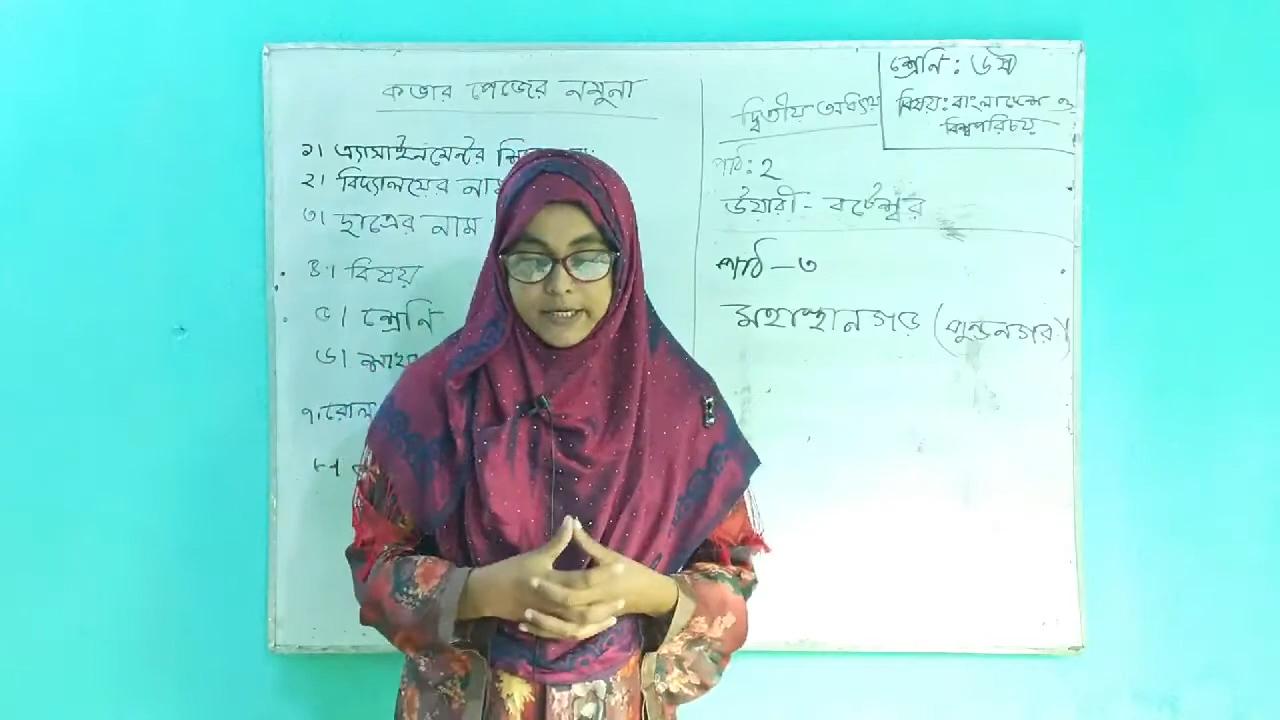 কভার পেজের নমুনা
১। এ্যাসাইনমেন্টের
২। বিদ্যালয়ের নাম
৩। ছাত্রের নাম
৪। বিষয়
৫। শ্রেণি
৬। শাখা
৭। রোল
শ্রেণি : ৬ষ্ঠ
বিষয়: বাংলাদেশ ও
বিশ্বপরিচয়
দ্বিতীয় অধ্যায়
পাঠ : ২
উয়ারী - বটেশ্বর
পাঠ - ৩
মহাস্থানগড় (পুন্ড্রনগর)